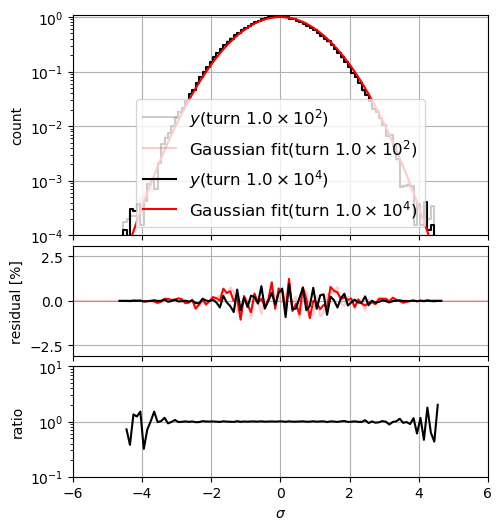 10⁰
10⁻¹
10⁻²
10⁻³
10⁻⁴
count
y(turn 1.0 × 10²)
Gaussian fit(turn 1.0 × 10²)
y(turn 1.0 × 10⁴)
Gaussian fit(turn 1.0 × 10⁴)
2.5
0.0
−2.5
residual [%]
10¹
10⁰
10⁻¹
ratio
−6 −4 −2 0 2 4 6
σ